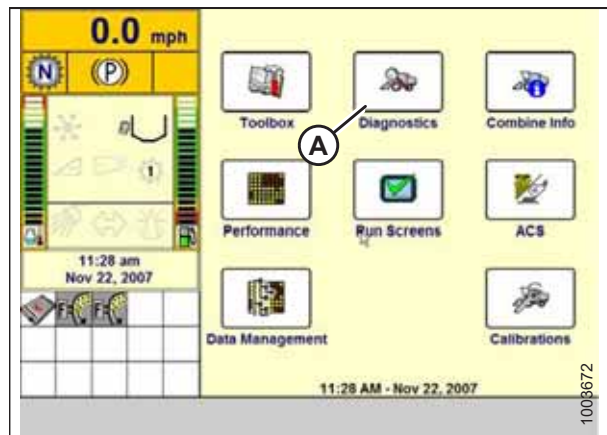 0.0 mph
N
(P)
1
11:28 am
Nov 22, 2007
F=
F=
Toolbox
Diagnostics
Combine Info
A
Performance
Run Screens
ACS
Data Management
Calibrations
11:28 AM - Nov 22, 2007
1003672